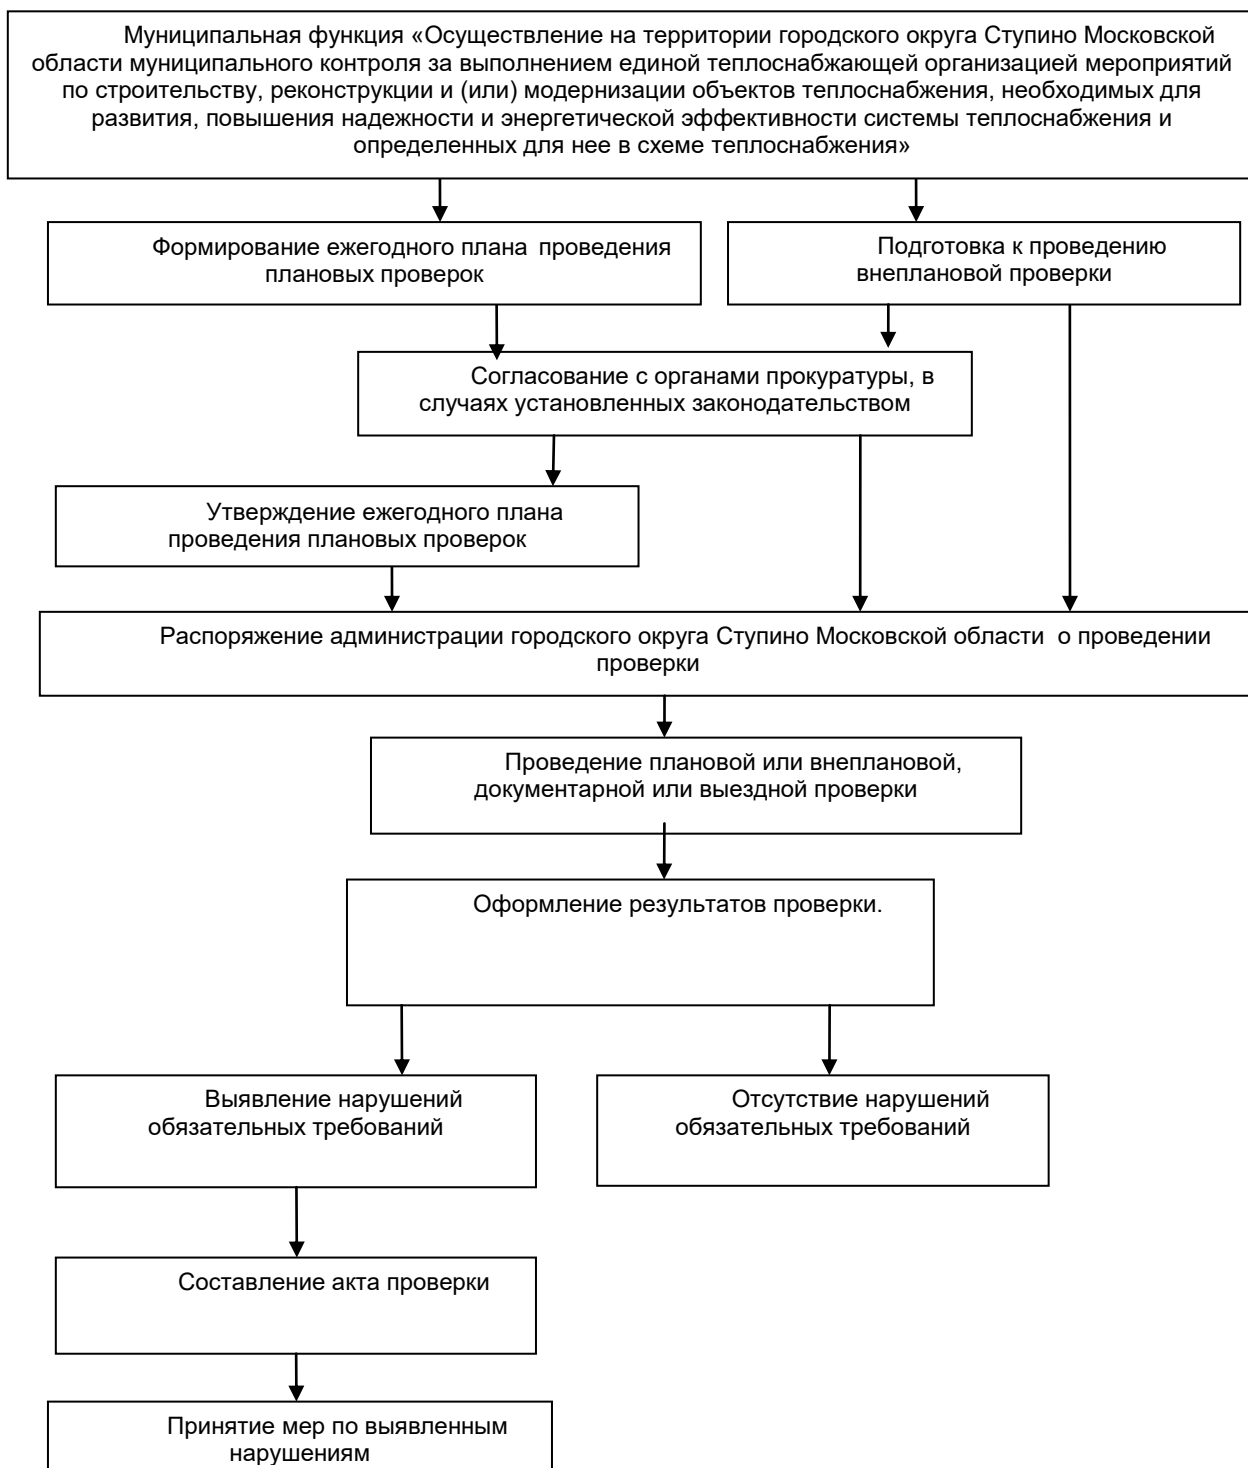 Муниципальная функция «Осуществление на территории городского округа Ступино Московской
области муниципального контроля за выполнением единой теплоснабжающей организацией мероприятий
по строительству, реконструкции и (или) модернизации объектов теплоснабжения, необходимых для
развития, повышения надежности и энергетической эффективности системы теплоснабжения и
определенных для нее в схеме теплоснабжения»
Формирование ежегодного плана проведения
плановых проверок
Подготовка к проведению
внеплановой проверки
Согласование с органами прокуратуры, в
случаях установленных законодательством
Утверждение ежегодного плана
проведения плановых проверок
Распоряжение администрации городского округа Ступино Московской области о проведении
проверки
Проведение плановой или внеплановой,
документарной или выездной проверки
Оформление результатов проверки.
Выявление нарушений
обязательных требований
Отсутствие нарушений
обязательных требований
Составление акта проверки
Принятие мер по выявленным
нарушениям